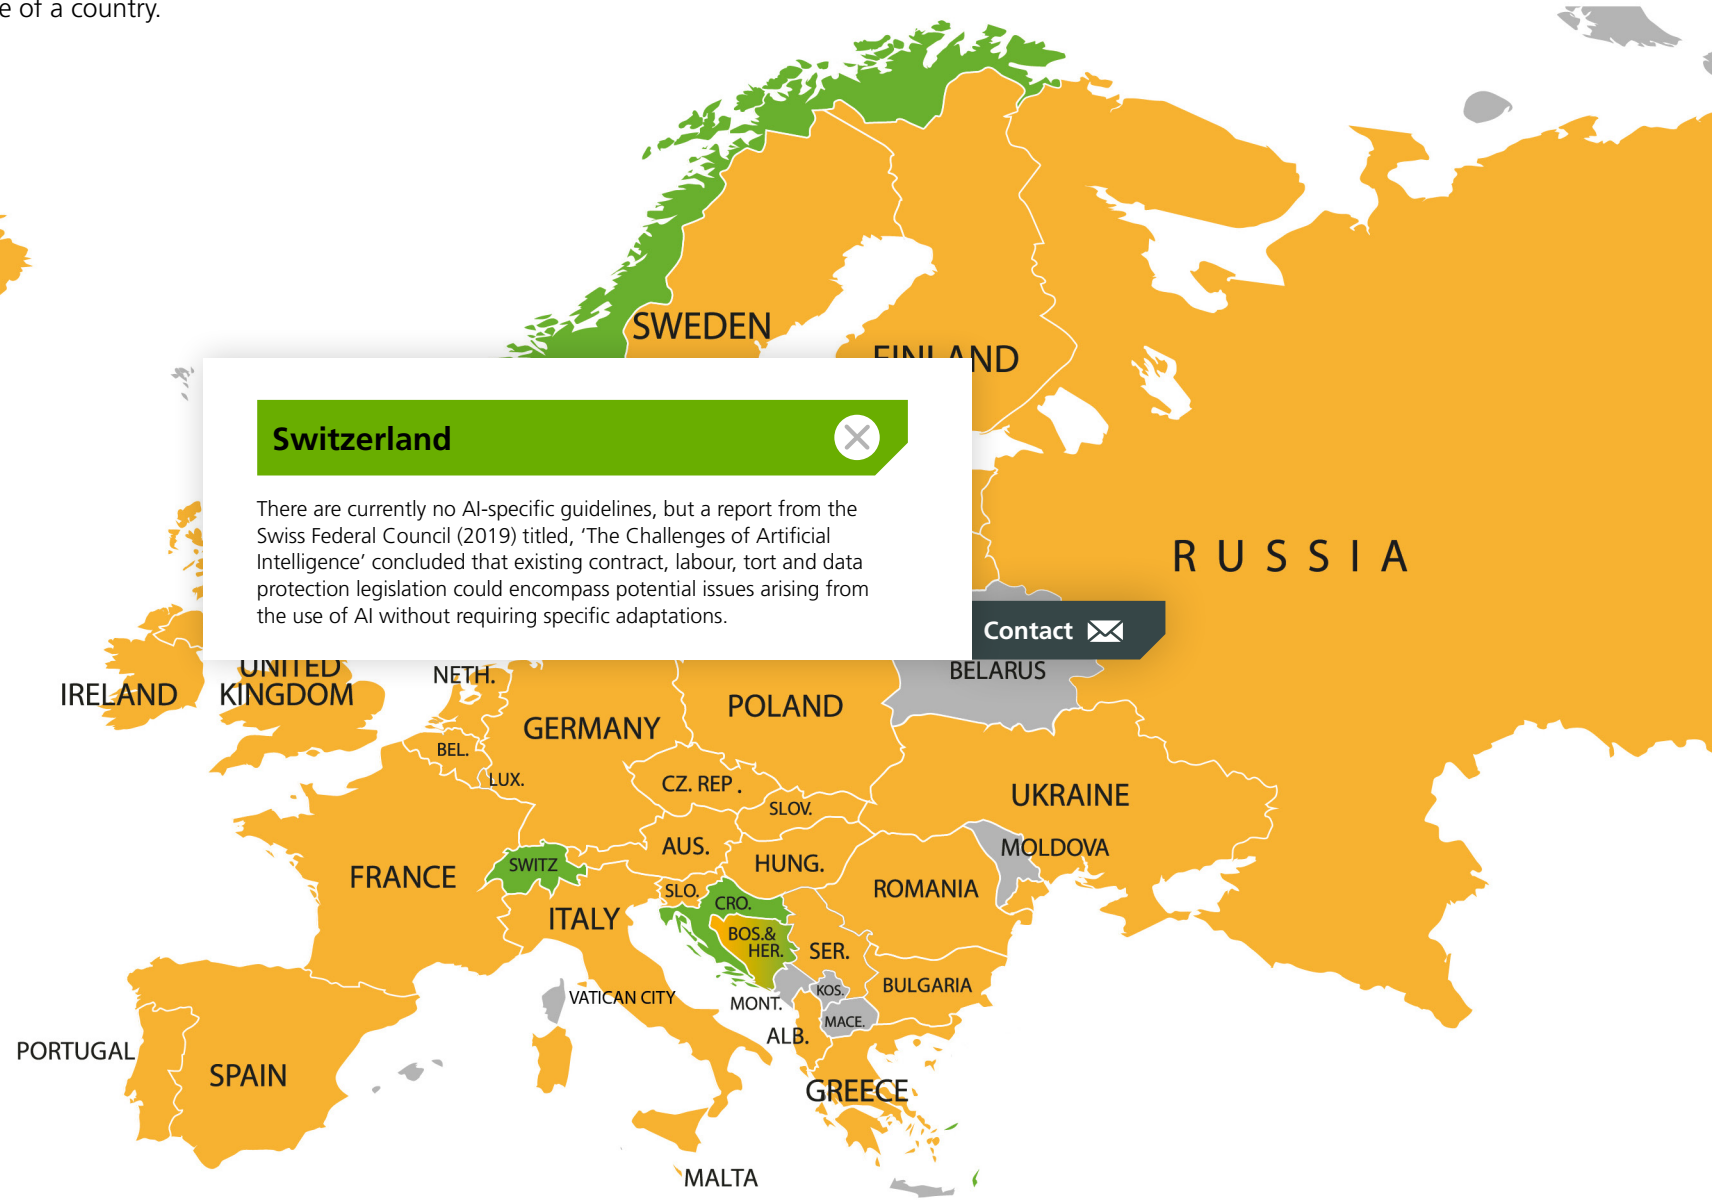 e of a country.
SWEDEN
FINLAND
Switzerland
There are currently no AI-specific guidelines, but a report from the
Swiss Federal Council (2019) titled, ‘The Challenges of Artificial
Intelligence’ concluded that existing contract, labour, tort and data
protection legislation could encompass potential issues arising from
the use of AI without requiring specific adaptations.
RUSSIA
Contact
BELARUS
UNITED
KINGDOM
IRELAND
NETH.
POLAND
GERMANY
BEL.
LUX.
CZ. REP.
UKRAINE
SLOV.
AUS.
MOLDOVA
HUNG.
SWITZ
FRANCE
ROMANIA
SLO.
CRO.
ITALY
BOS.&
HER.
SER.
BULGARIA
KOS.
VATICAN CITY
MONT.
MACE.
ALB.
PORTUGAL
SPAIN
GREECE
MALTA